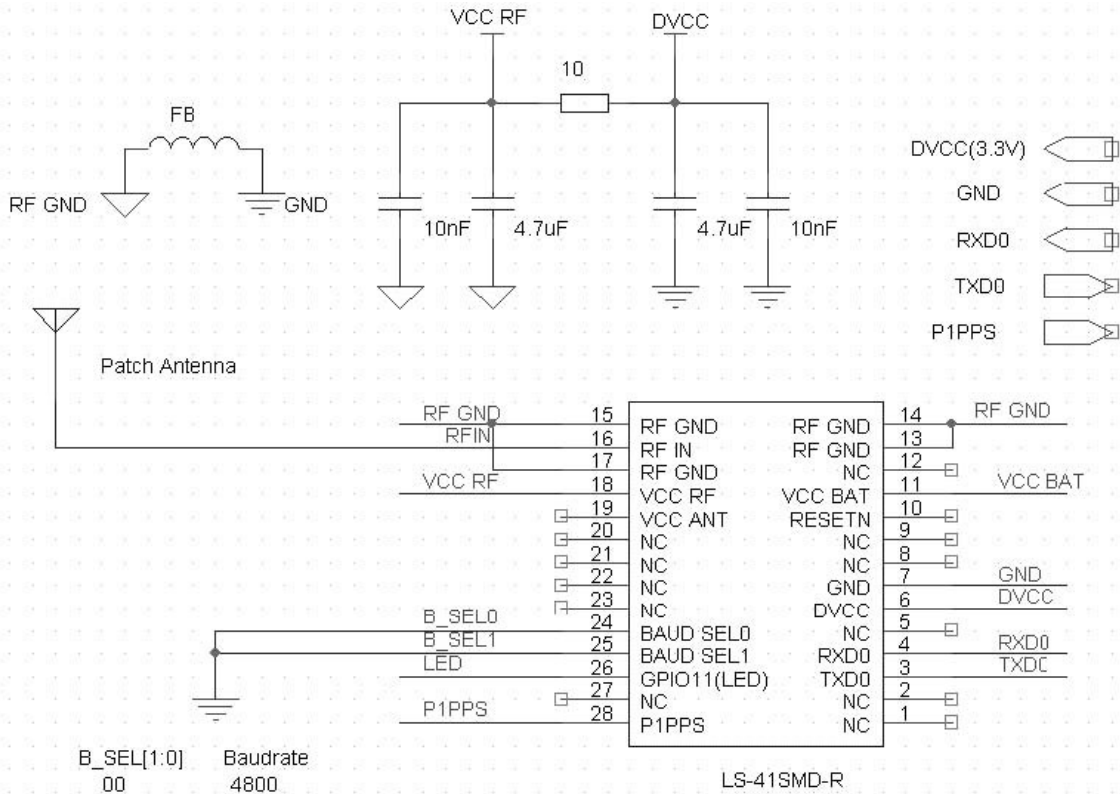 VCC RF DVCC
10
FB
DVCC(3.3V)
RF GND GND
10nF 4.7uF 4.7uF 10nF
GND
RXD0
TXD0
P1PPS
Patch Antenna
RF GND 15 RF GND RF GND 14 RF GND
RFIN 16 RF IN RF GND 13
17 RF GND NC 12
VCC RF 18 VCC RF VCC BAT 11 VCC BAT
19 VCC ANT RESETN 10
20 NC NC 9
21 NC NC 8
22 NC GND 7 GND
23 NC DVCC 6 DVCC
B_SEL0 24 BAUD SEL0 NC 5
B_SEL1 25 BAUD SEL1 RXD0 4 RXD0
LED 26 GPIO11(LED) TXD0 3 TXD0
27 NC NC 2
P1PPS 28 P1PPS NC 1
B_SEL[1:0] Baudrate
00 4800
LS-41SMD-R